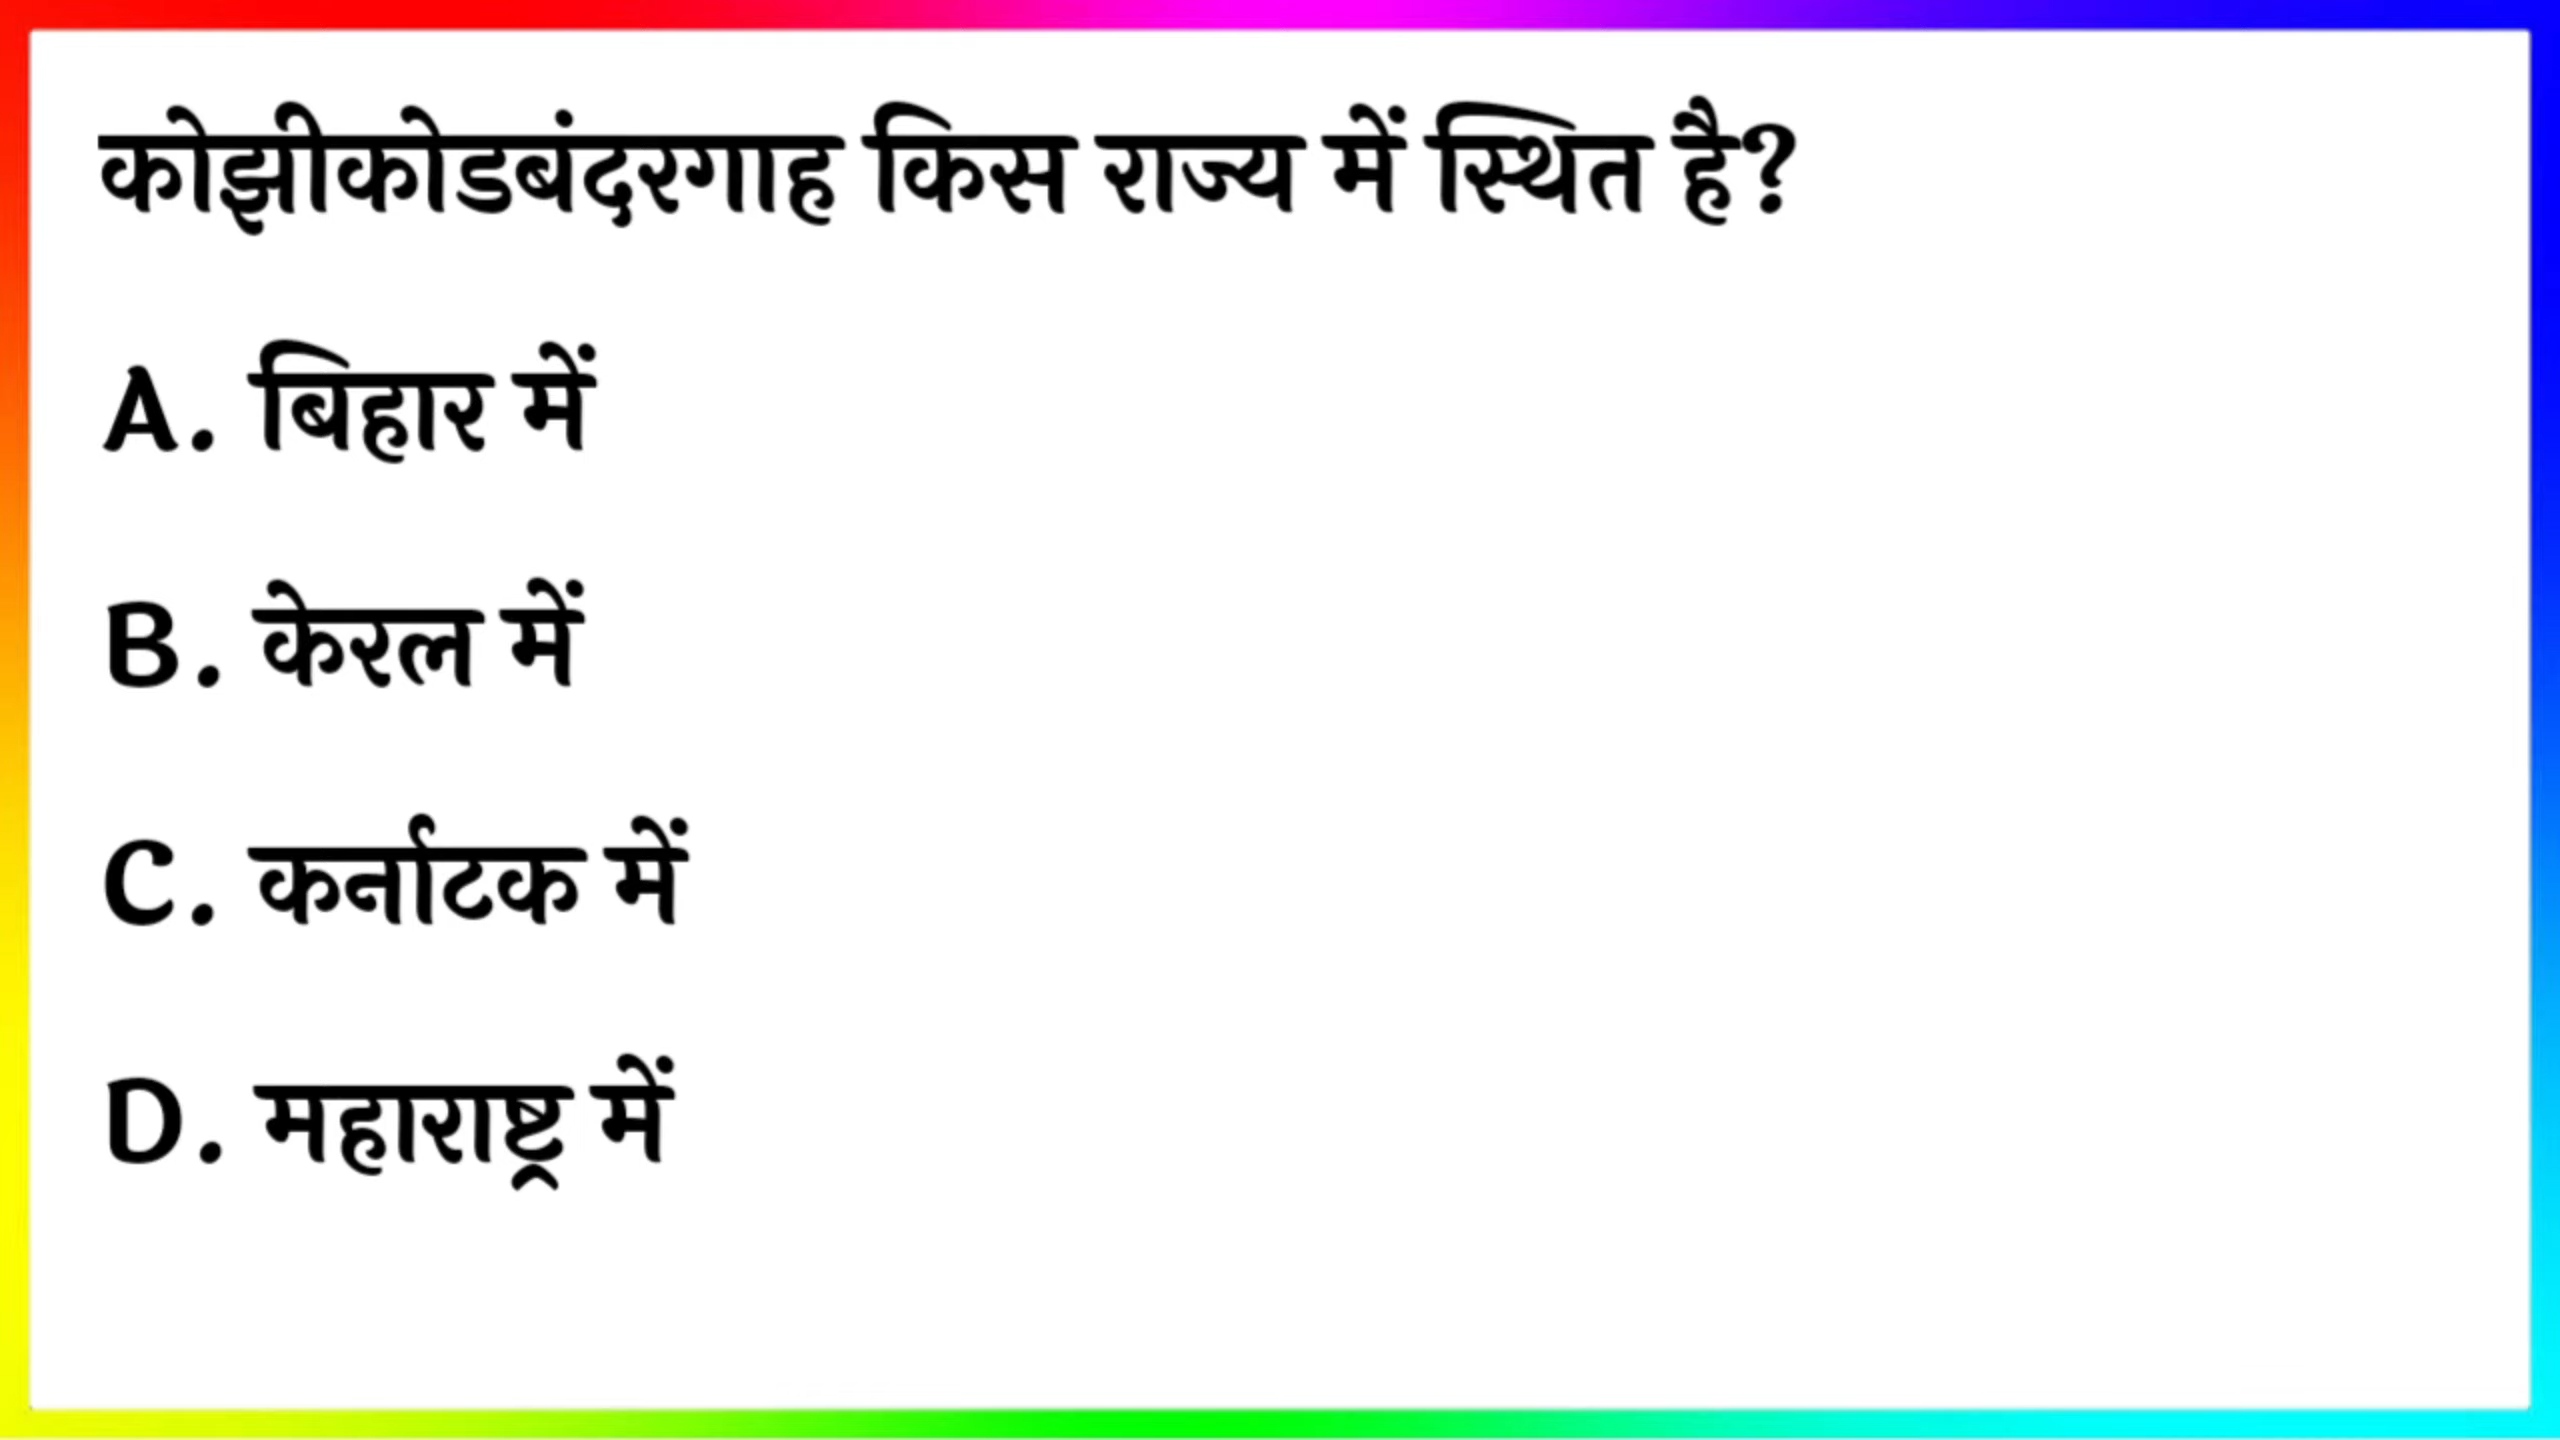 कोझीकोडबंदरगाह किस राज्य में स्थित है?
A. बिहार में
B. केरल में
C. कर्नाटक में
D. महाराष्ट्र में